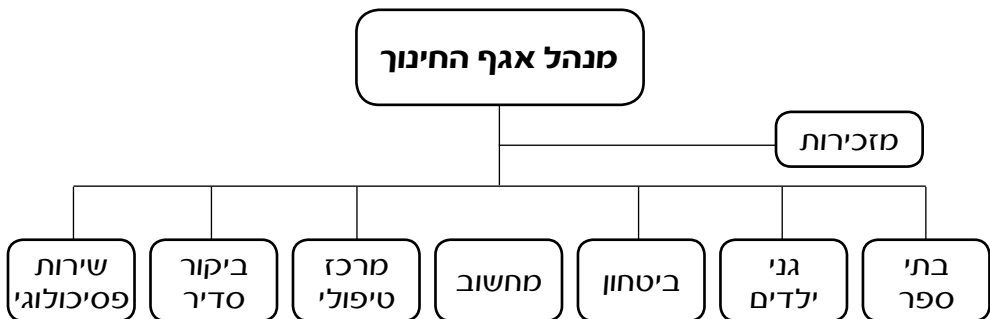 מנהל אגף החינוך
מזכירות
בתי
ספר
גני
ילדים
ביטחון
מחשוב
מרכז
טיפולי
ביקור
סדיר
שירות
פסיכולוגי